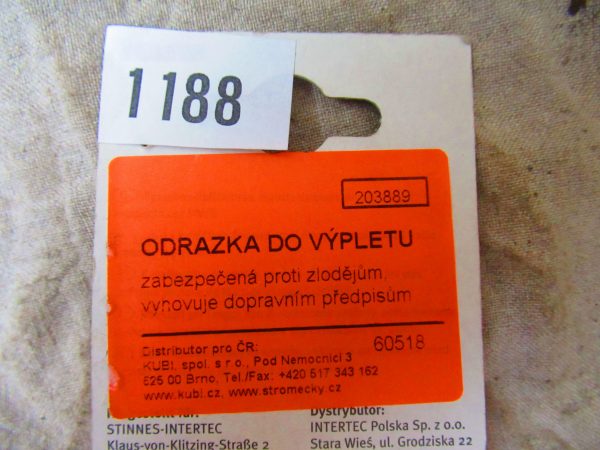 1188
203889
ODRAZKA DO VÝPLETU
zabezpečená proti zlodějům,
vyhovuje dopravním předpisům
60518
Distributor pro ČR:
KUBI, spol. s r.o., Pod Nemocnicí 3
625 00 Brno, Tel./Fax: +420 517 343 162
www.kubi.cz, www.stromecky.cz
für: Dystrybutor:
STINNES-INTERTEC INTERTEC Polska Sp. z o.o.
Klaus-von-Klitzing-Straße 2 Stara Wieś, ul. Grodziska 22